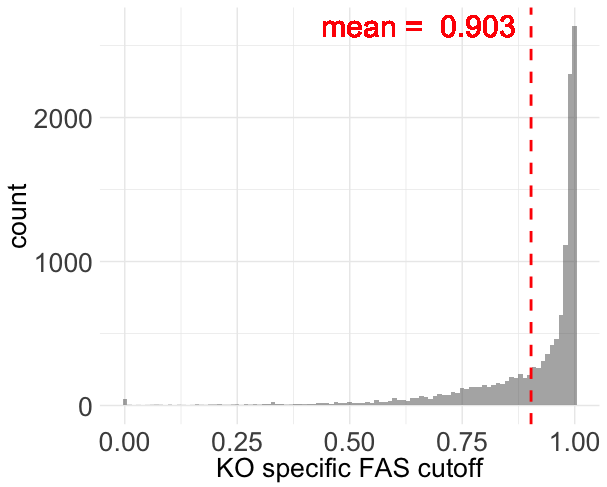 mean = 0.903
2000
1000
0
count
0.00 0.25 0.50 0.75 1.00
KO specific FAS cutoff